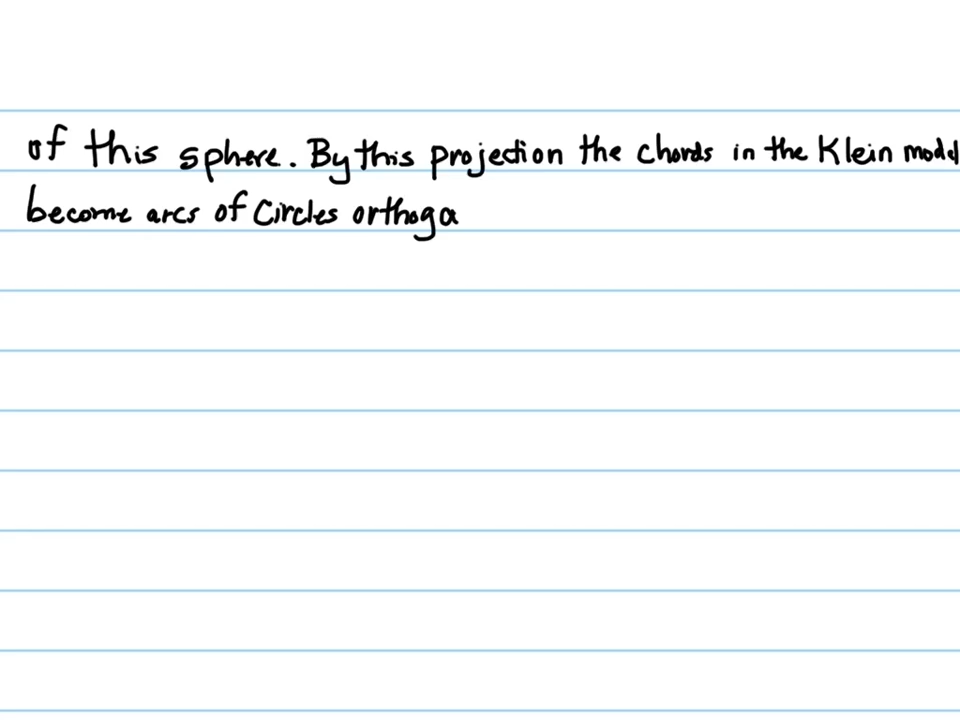 of this sphere. By this projection the chords in the Klein model
become arcs of Circles orthoga